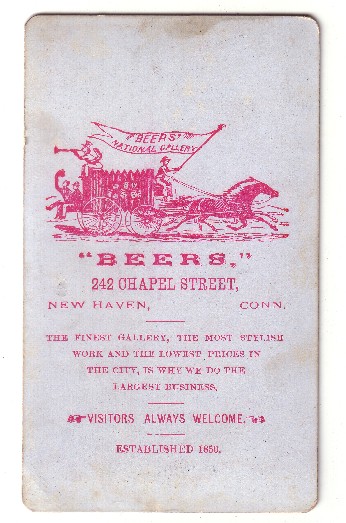 "BEERS"
NATIONAL GALLERY
"BEERS,"
242 CHAPEL STREET,
NEW HAVEN, CONN.
THE FINEST GALLERY, THE MOST STYLISH
WORK AND THE LOWEST PRICES IN
THE CITY, IS WHY WE DO THE
LARGEST BUSINESS.
VISITORS ALWAYS WELCOME.
ESTABLISHED 1850.